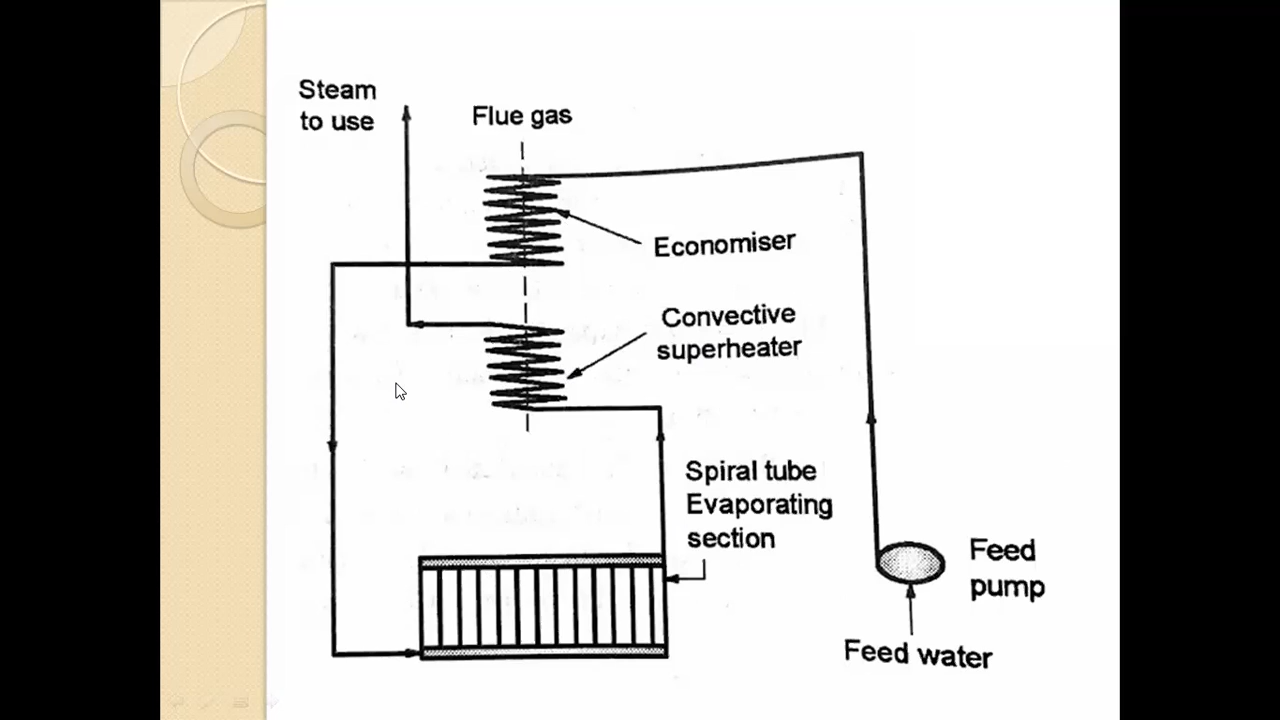 Steam
to use
Flue gas
Economiser
Convective
superheater
Spiral tube
Evaporating
section
Feed
pump
Feed water